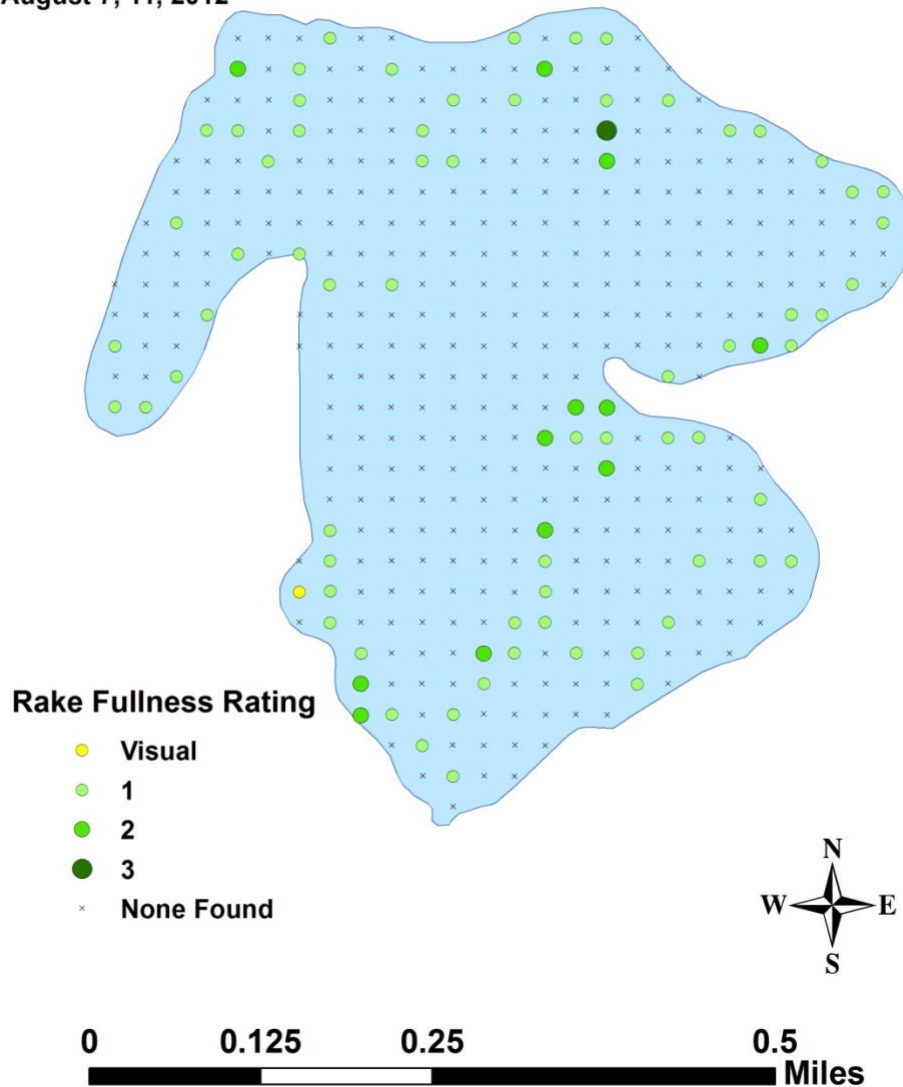 August 7, 11, 2012
Rake Fullness Rating
Visual
1
2
3
None Found
N
W E
S
0 0.125 0.25 0.5
Miles